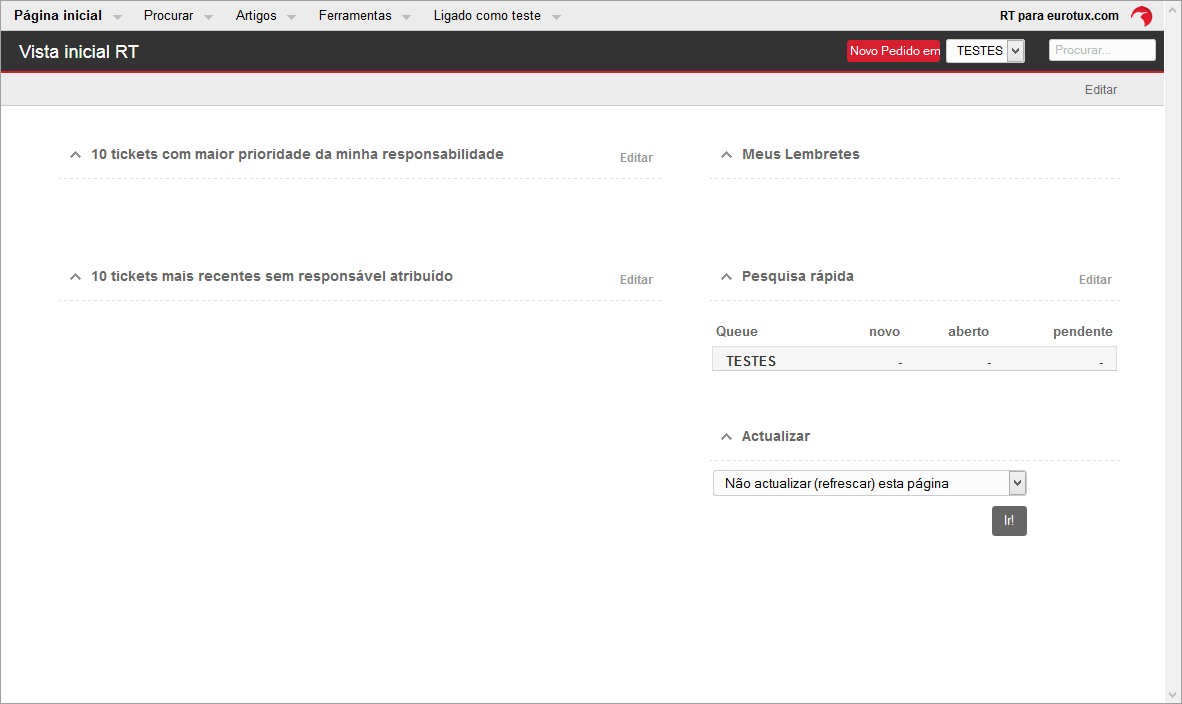 Página inicial Procurar Artigos Ferramentas Ligado como teste RT para eurotux.com
Vista inicial RT Novo Pedido em TESTES Procurar...
Editar
10 tickets com maior prioridade da minha responsabilidade Editar
Meus Lembretes
10 tickets mais recentes sem responsável atribuído Editar
Pesquisa rápida Editar
Queue novo aberto pendente
TESTES - - -
Actualizar
Não actualizar (refrescar) esta página
Ir!